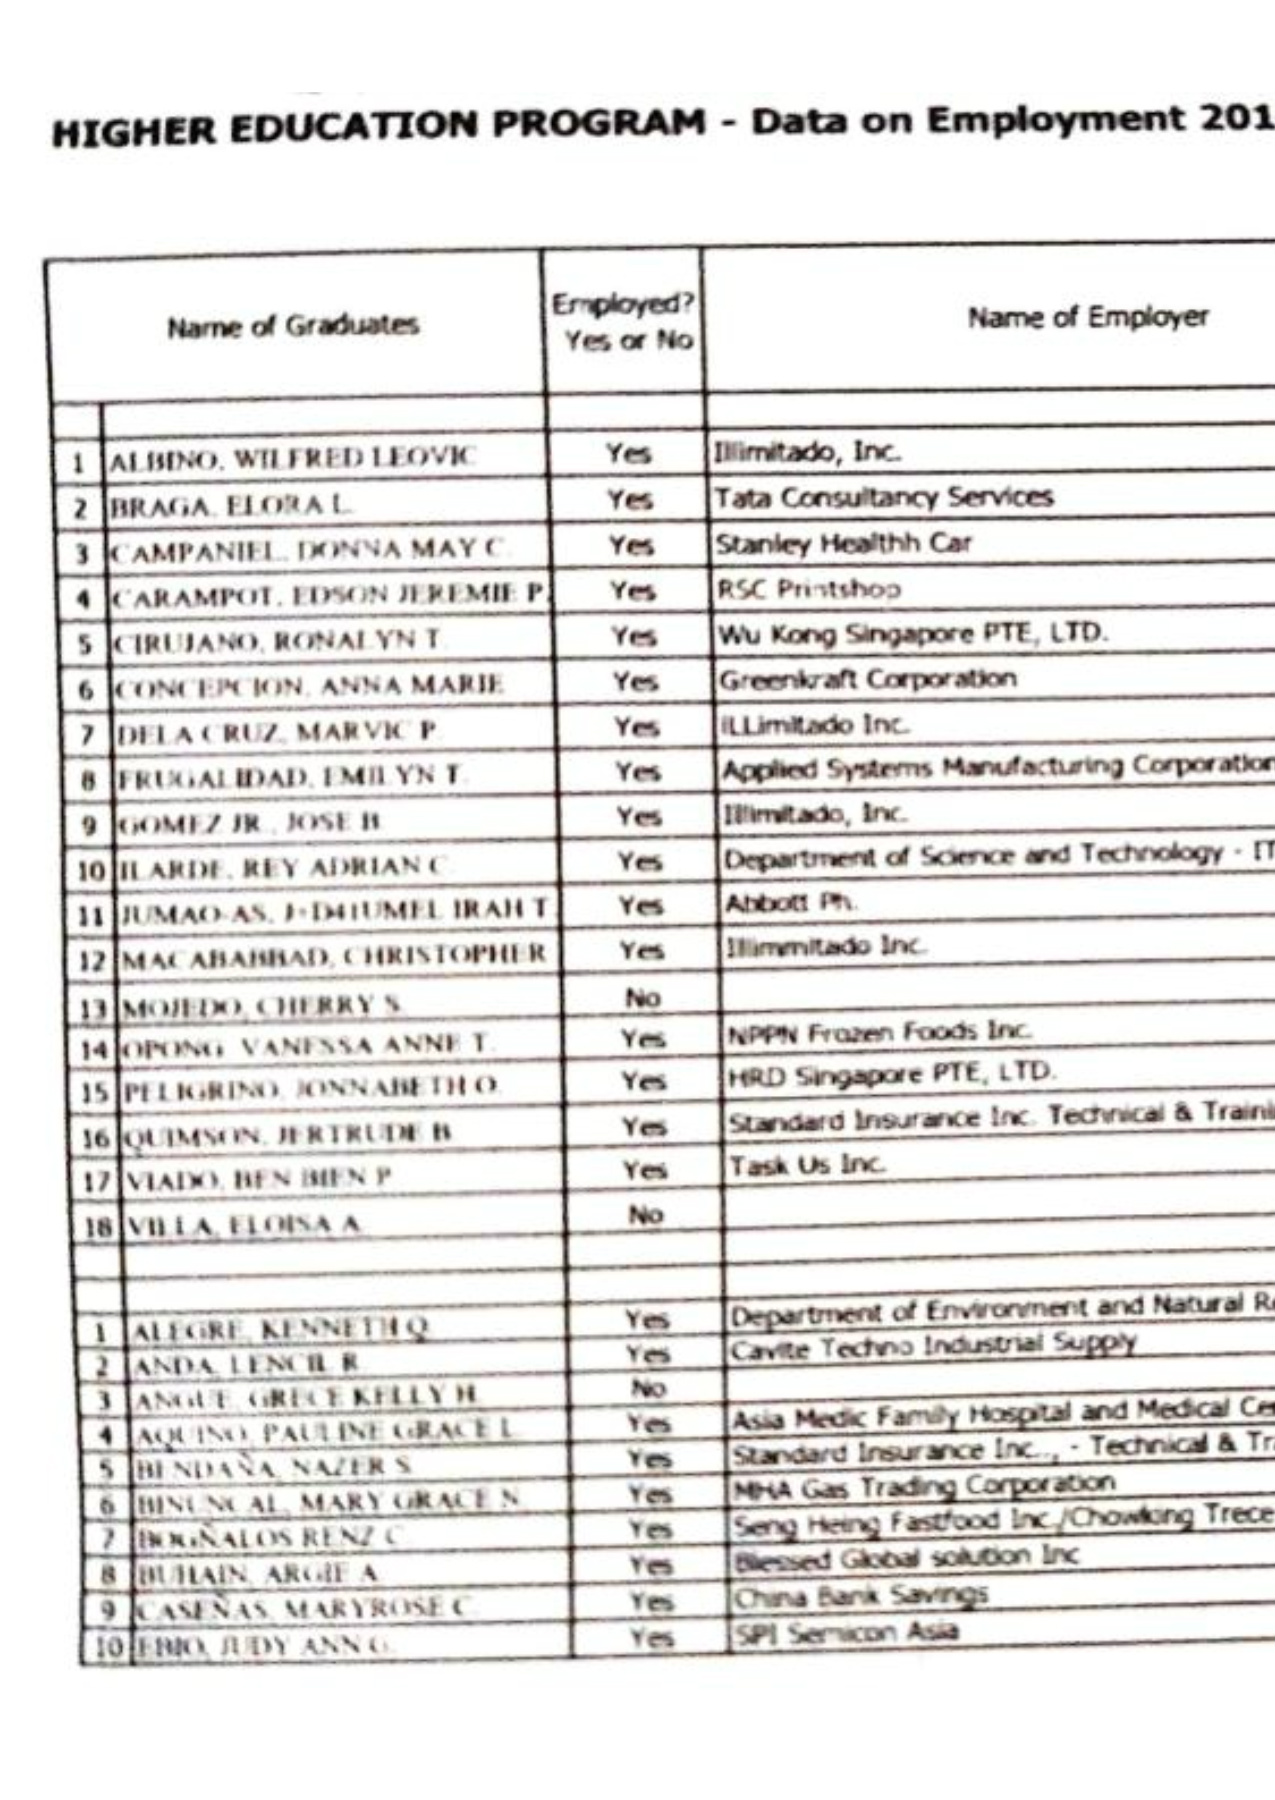 HIGHER EDUCATION PROGRAM - Data on Employment 201
Name of Graduates Employed? Yes or No Name of Employer
1 ALBINO, WILFRED LEOVIC Yes Illimitado, Inc.
2 BRAGA, ELORA L. Yes Tata Consultancy Services
3 CAMPANIEL, DONNA MAY C. Yes Stanley Healthh Car
4 CARAMPOT, EDSON JEREMIE P. Yes RSC Printshop
5 CIRUJANO, RONALYN T. Yes Wu Kong Singapore PTE, LTD.
6 CONCEPCION, ANNA MARIE Yes Greenkraft Corporation
7 DELA CRUZ, MARVIC P. Yes iLLimitado Inc.
8 FRUGALIDAD, EMILYN T. Yes Applied Systems Manufacturing Corporation
9 GOMEZ JR., JOSE B. Yes Illimitado, Inc.
10 ILARDE, REY ADRIAN C. Yes Department of Science and Technology - IT
11 JUMAO-AS, IRAH T. Yes Abbott Ph.
12 MACABABBAD, CHRISTOPHER Yes Illimmitado Inc.
13 MOJEDO, CHERRY S. No
14 OPONG, VANESSA ANNE T. Yes NPPN Frozen Foods Inc.
15 PELIGRINO, JONNABETH O. Yes HRD Singapore PTE, LTD.
16 QUIMSON, JERTRUDE B. Yes Standard Insurance Inc. Technical & Traini
17 VIADO, BEN BIEN P. Yes Task Us Inc.
18 VILLA, ELOISA A. No
1 ALEGRE, KENNETH Q. Yes Department of Environment and Natural Re
2 ANDA, LENCIL R. Yes Cavite Techno Industrial Supply
3 ANGUE, GRECE KELLY H. No
4 AQUINO, PAULINE GRACE L. Yes Asia Medic Family Hospital and Medical Cen
5 BENDAÑA, NAZER S. Yes Standard Insurance Inc.., - Technical & Tra
6 BINUNCAL, MARY GRACE N. Yes MHA Gas Trading Corporation
7 BOGÑALOS RENZ C. Yes Seng Heing Fastfood Inc./Chowking Trece
8 BUHAIN, ARGIE A. Yes Blessed Global solution Inc
9 CASEÑAS, MARYROSE C. Yes China Bank Savings
10 EBIO, JUDY ANN G. Yes SPI Semicon Asia